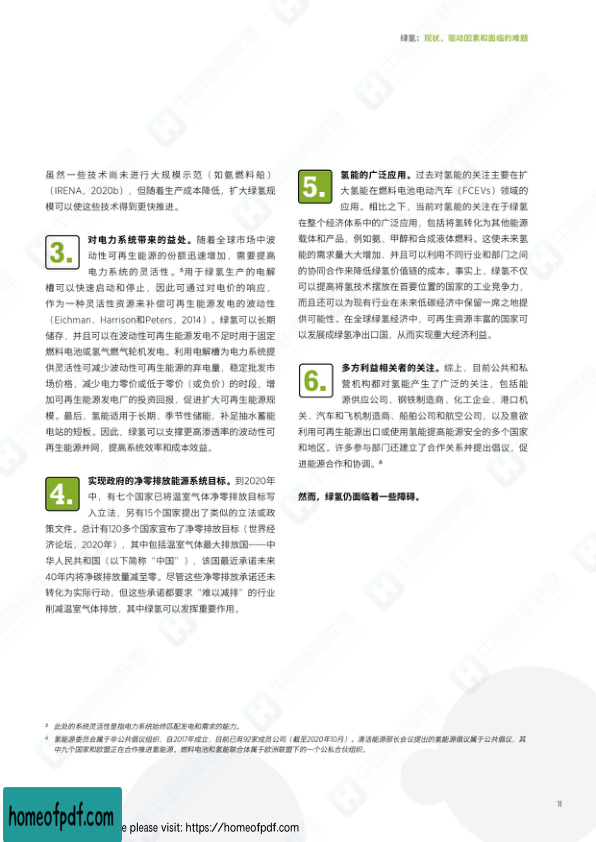 绿氢：现状、驱动因素和面临的难题
虽然一些技术尚未进行大规模示范（如氨燃料船）
（IRENA，2020b），但随着生产成本降低，扩大绿氢规
模可以使这些技术得到更快推进。
3.
对电力系统带来的益处。随着全球市场中波
动性可再生能源的份额迅速增加，需要提高
电力系统的灵活性。⁵用于绿氢生产的电解
槽可以快速启动和停止，因此可通过对电价的响应，
作为一种灵活性资源来补偿可再生能源发电的波动性
（Eichman，Harrison和Peters，2014）。绿氢可以长期
储存，并且可以在波动性可再生能源发电不足时用于固定
燃料电池或氢气燃气轮机发电。利用电解槽为电力系统提
供灵活性可减少波动性可再生能源的弃电量，稳定批发市
场价格，减少电力零价或低于零价（或负价）的时段，增
加可再生能源发电厂的投资回报，促进扩大可再生能源规
模。最后，氢能适用于长期、季节性储能，补足抽水蓄能
电站的短板。因此，绿氢可以支撑更高渗透率的波动性可
再生能源并网，提高系统效率和成本效益。
4.
实现政府的净零排放能源系统目标。到2020年
中，有七个国家已将温室气体净零排放目标写
入立法，另有15个国家提出了类似的立法或政
策文件。总计有120多个国家宣布了净零排放目标（世界经
济论坛，2020年），其中包括温室气体最大排放国——中
华人民共和国（以下简称“中国”），该国最近承诺未来
40年内将净碳排放量减至零。尽管这些净零排放承诺还未
转化为实际行动，但这些承诺都要求“难以减排”的行业
削减温室气体排放，其中绿氢可以发挥重要作用。
5.
氢能的广泛应用。过去对氢能的关注主要在扩
大氢能在燃料电池电动汽车（FCEVs）领域的
应用。相比之下，当前对氢能的关注在于绿氢
在整个经济体系中的广泛应用，包括将氢转化为其他能源
载体和产品，例如氨、甲醇和合成液体燃料。这使未来氢
能的需求量大大增加，并且可以利用不同行业和部门之间
的协同合作来降低绿氢价值链的成本。事实上，绿氢不仅
可以提高将氢技术摆放在首要位置的国家的工业竞争力，
而且还可以为现有行业在未来低碳经济中保留一席之地提
供可能性。在全球绿氢经济中，可再生资源丰富的国家可
以发展成绿氢净出口国，从而实现重大经济利益。
6.
多方利益相关者的关注。综上，目前公共和私
营机构都对氢能产生了广泛的关注，包括能
源供应公司、钢铁制造商、化工企业、港口机
关、汽车和飞机制造商、船舶公司和航空公司，以及意欲
利用可再生能源出口或使用氢能提高能源安全的多个国家
和地区。许多参与部门还建立了合作关系并提出倡议，促
进能源合作和协调。⁶
然而，绿氢仍面临着一些障碍。
⁵ 此处的系统灵活性是指电力系统始终匹配发电和需求的能力。
⁶ 氢能源委员会属于非公共倡议组织，自2017年成立，目前已有92家成员公司（截至2020年10月）。清洁能源部长会议提出的氢能源倡议属于公共倡议，其
中九个国家和欧盟正在合作推进氢能源。燃料电池和氢能联合体属于欧洲联盟下的一个公私合伙组织。
11
homeofpdf.com
e please visit: https://homeofpdf.com